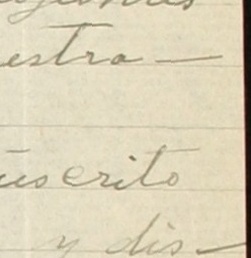 estra —
uscrito
y dis-